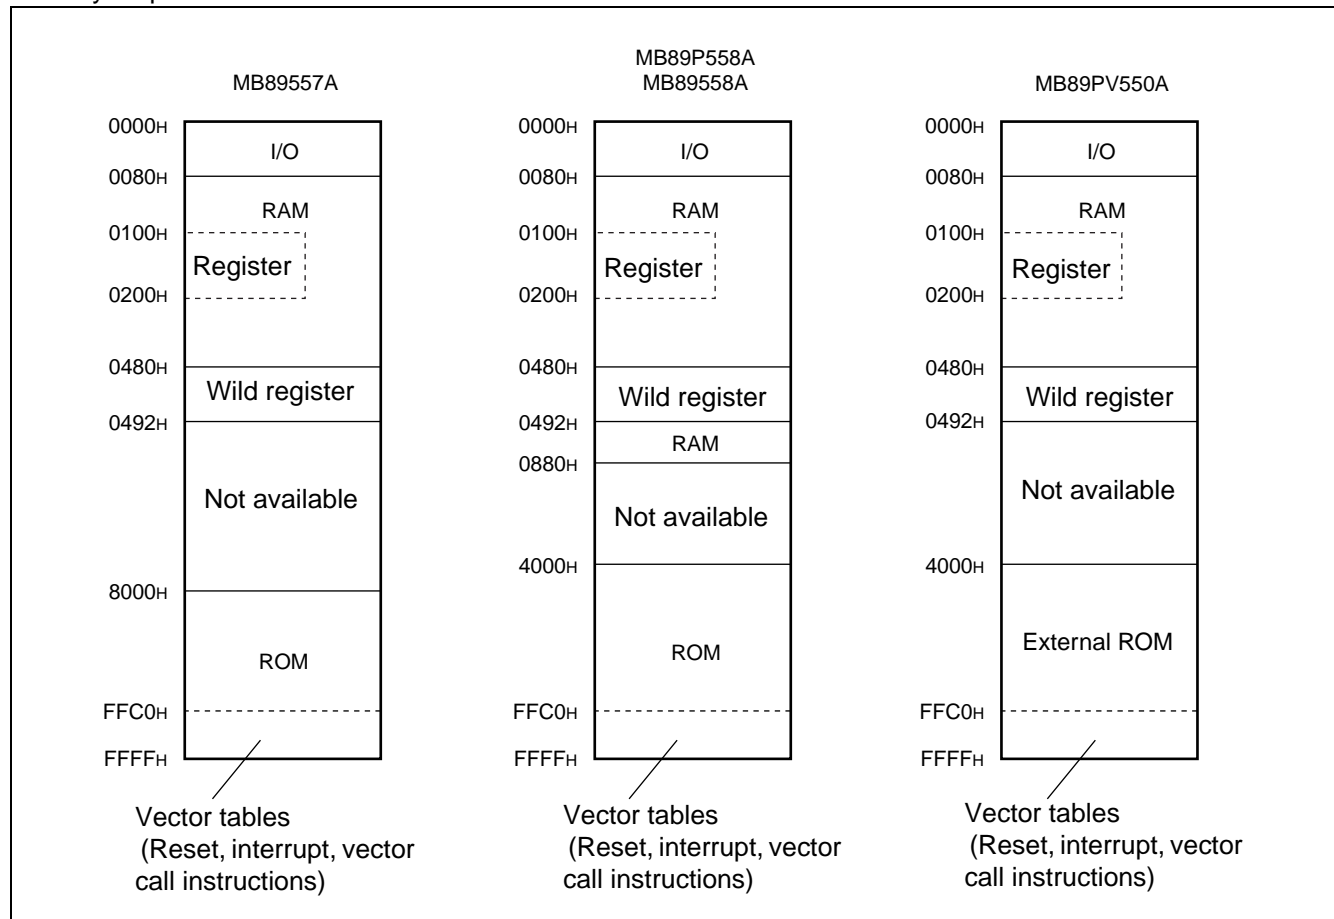 MB89557A
0000H
I/O
0080H
RAM
0100H
Register
0200H
0480H
Wild register
0492H
Not available
8000H
ROM
FFC0H
FFFFH
Vector tables
(Reset, interrupt, vector
call instructions)
MB89P558A
MB89558A
0000H
I/O
0080H
RAM
0100H
Register
0200H
0480H
Wild register
0492H
RAM
0880H
Not available
4000H
ROM
FFC0H
FFFFH
Vector tables
(Reset, interrupt, vector
call instructions)
MB89PV550A
0000H
I/O
0080H
RAM
0100H
Register
0200H
0480H
Wild register
0492H
Not available
4000H
External ROM
FFC0H
FFFFH
Vector tables
(Reset, interrupt, vector
call instructions)